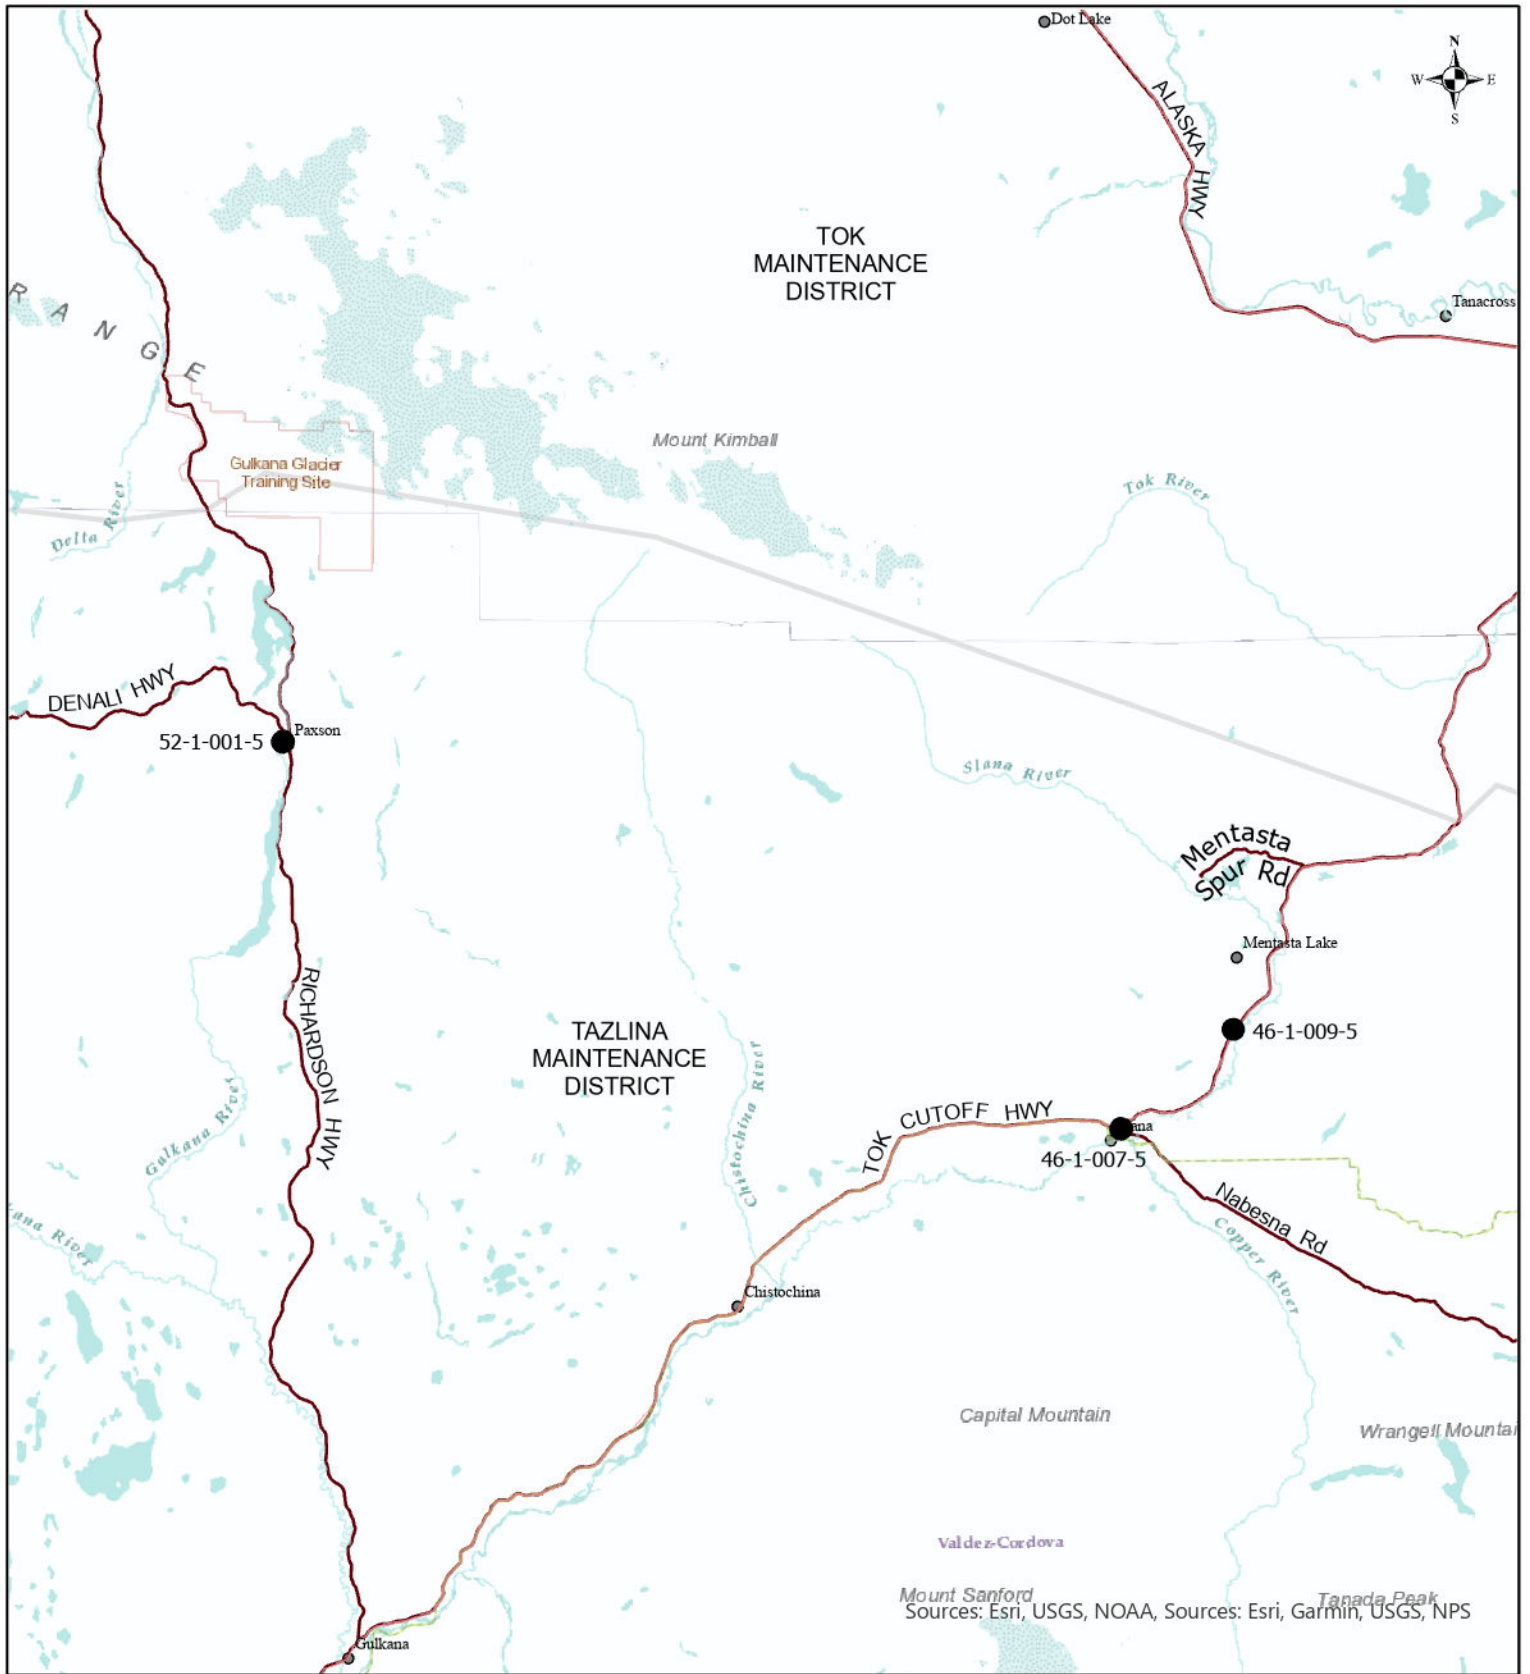 Dot Lake
N
W E
S
ALASKA HWY
TOK
MAINTENANCE
DISTRICT
RANGE
Tanacross
Mount Kimball
Gulkana Glacier
Training Site
Tok River
Delta River
DENALI HWY
Paxson
52-1-001-5
Slana River
Mentasta
Spur Rd
Mentasta Lake
RICHARDSON HWY
TAZLINA
MAINTENANCE
DISTRICT
46-1-009-5
Chistochina River
Gulkana River
TOK CUTOFF HWY
ana
46-1-007-5
Nabesna Rd
Copper River
kana River
Chistochina
Capital Mountain
Wrangell Mountai
Valdez-Cordova
Mount Sanford
Tanada Peak
Sources: Esri, USGS, NOAA, Sources: Esri, Garmin, USGS, NPS
Gulkana